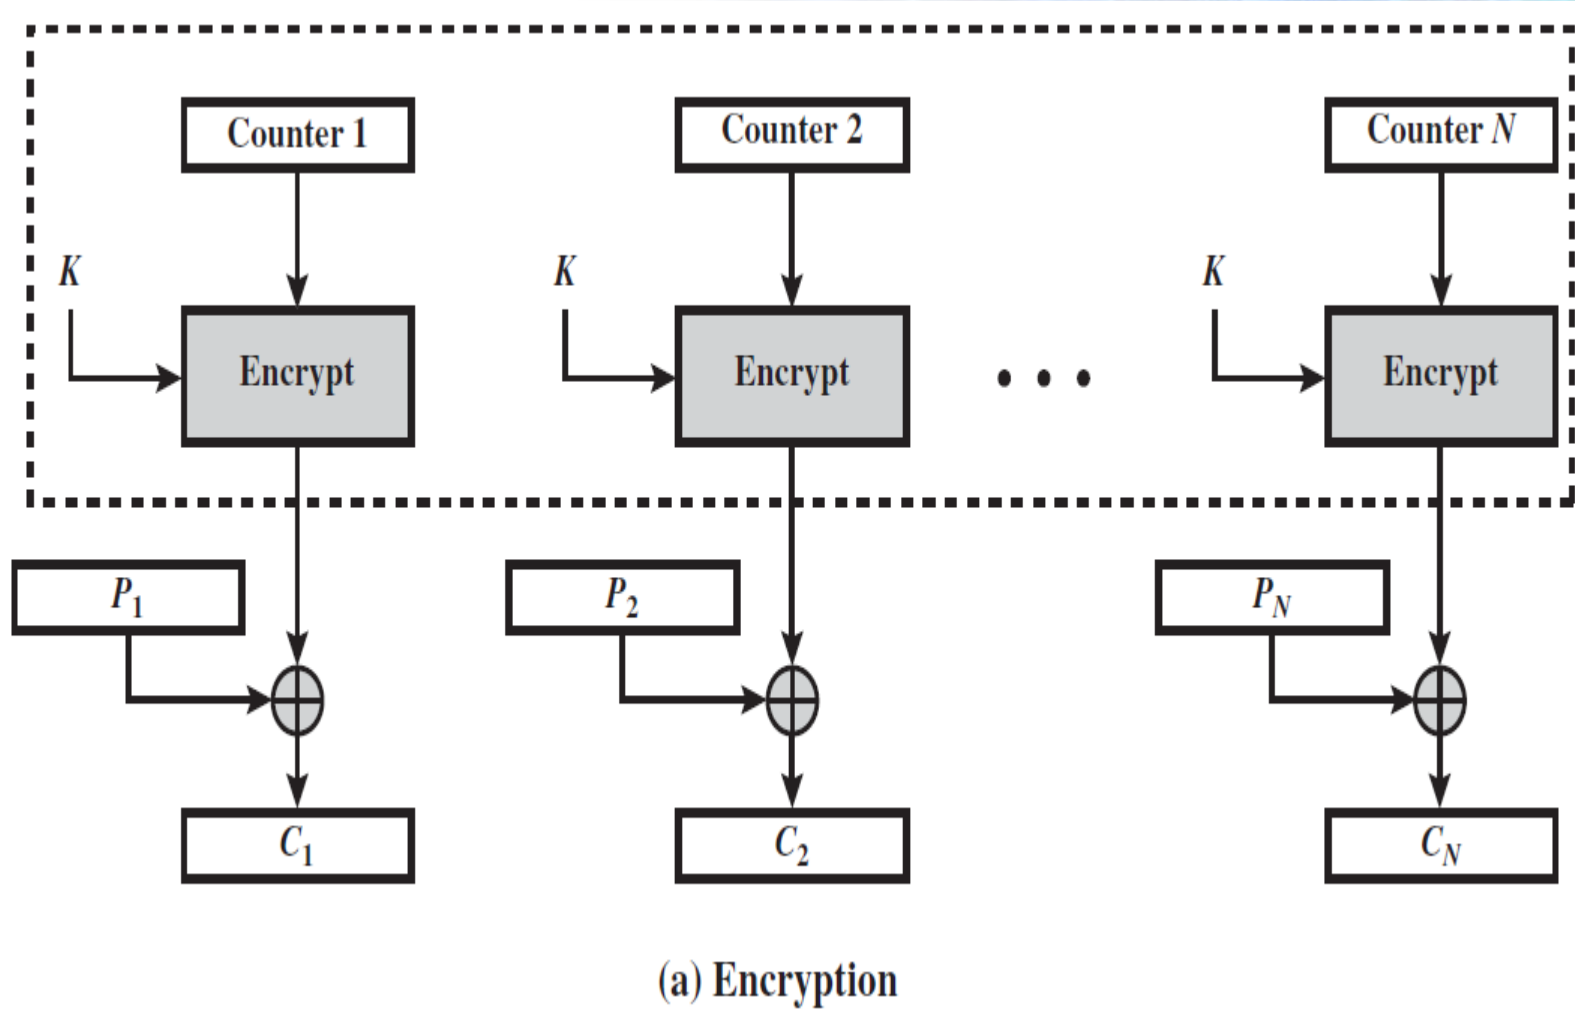 Counter 1
Counter 2
Counter N
K
K
K
Encrypt
Encrypt
• • •
Encrypt
P1
P2
PN
C1
C2
CN
(a) Encryption